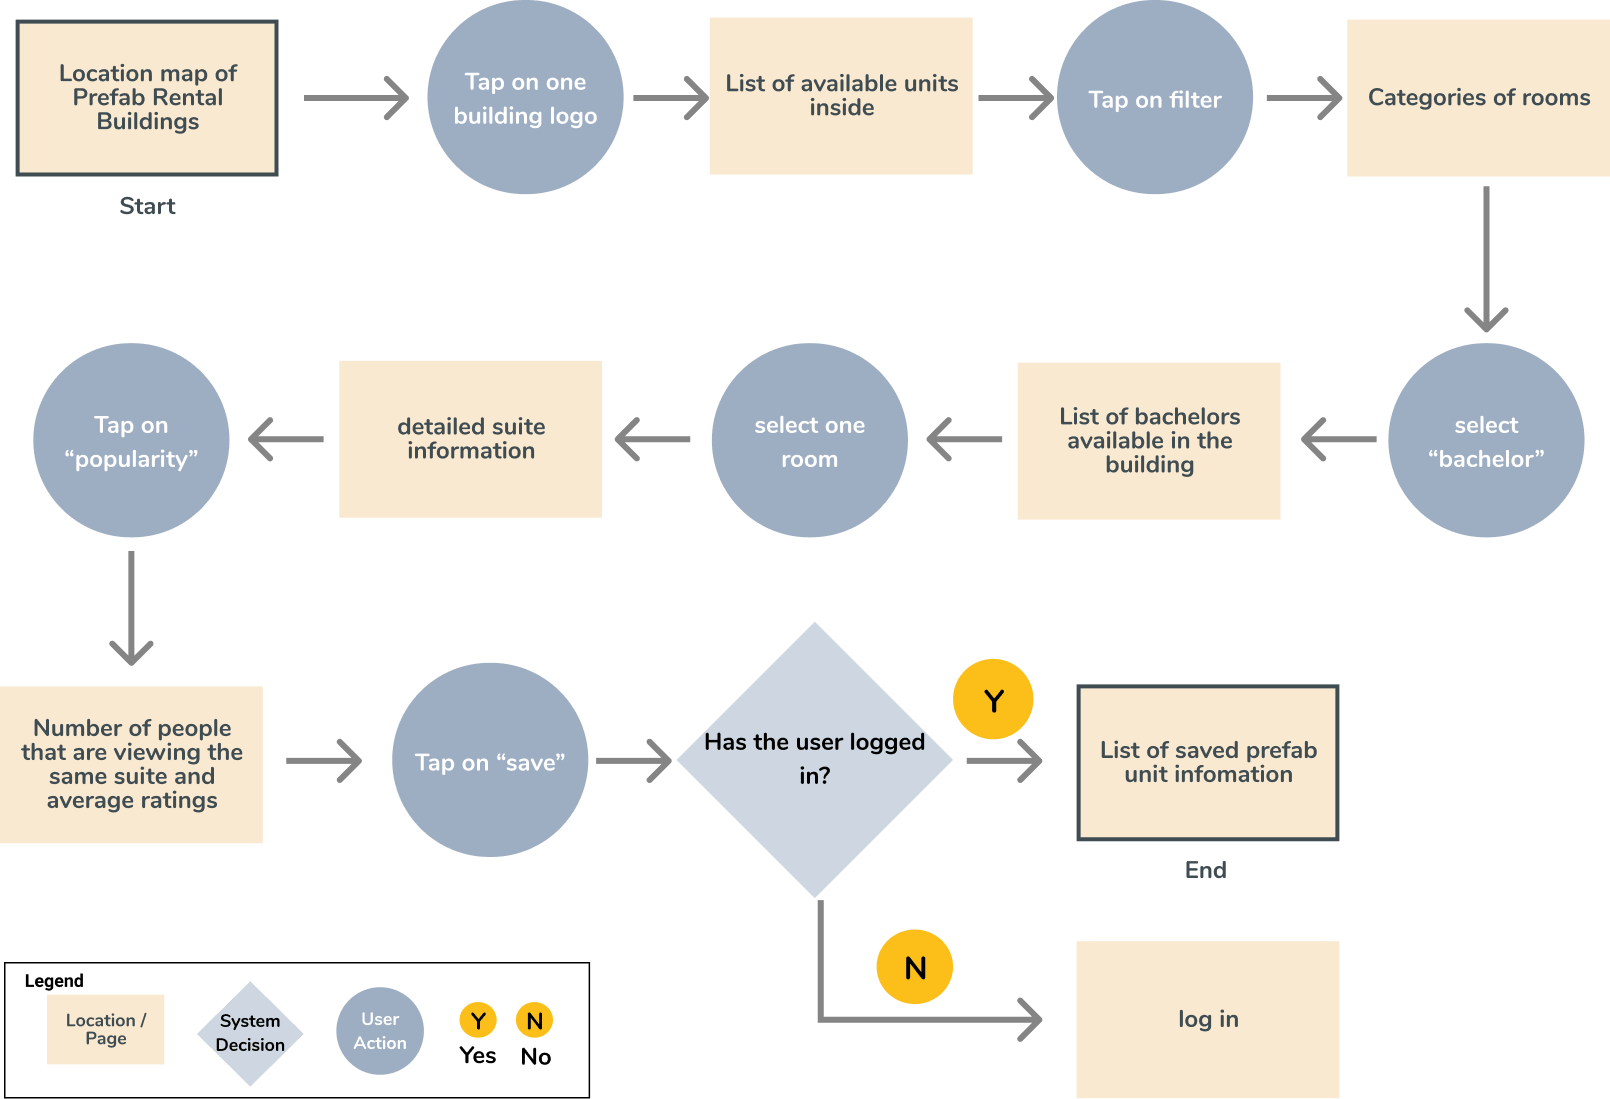 Location map of
Prefab Rental
Buildings
Start
Tap on one
building logo
List of available units
inside
Tap on filter
Categories of rooms
select
“bachelor”
List of bachelors
available in the
building
select one
room
detailed suite
information
Tap on
“popularity”
Number of people
that are viewing the
same suite and
average ratings
Tap on “save”
Has the user logged
in?
Y
List of saved prefab
unit infomation
End
N
log in
Legend
Location /
Page
System
Decision
User
Action
Y
Yes
N
No